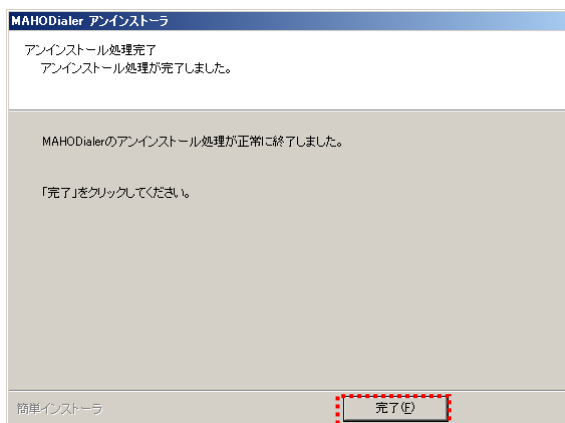 MAHODialer アンインストーラ
アンインストール処理完了
アンインストール処理が完了しました。
MAHODialerのアンインストール処理が正常に終了しました。
「完了」をクリックしてください。
簡単インストーラ
完了(F)